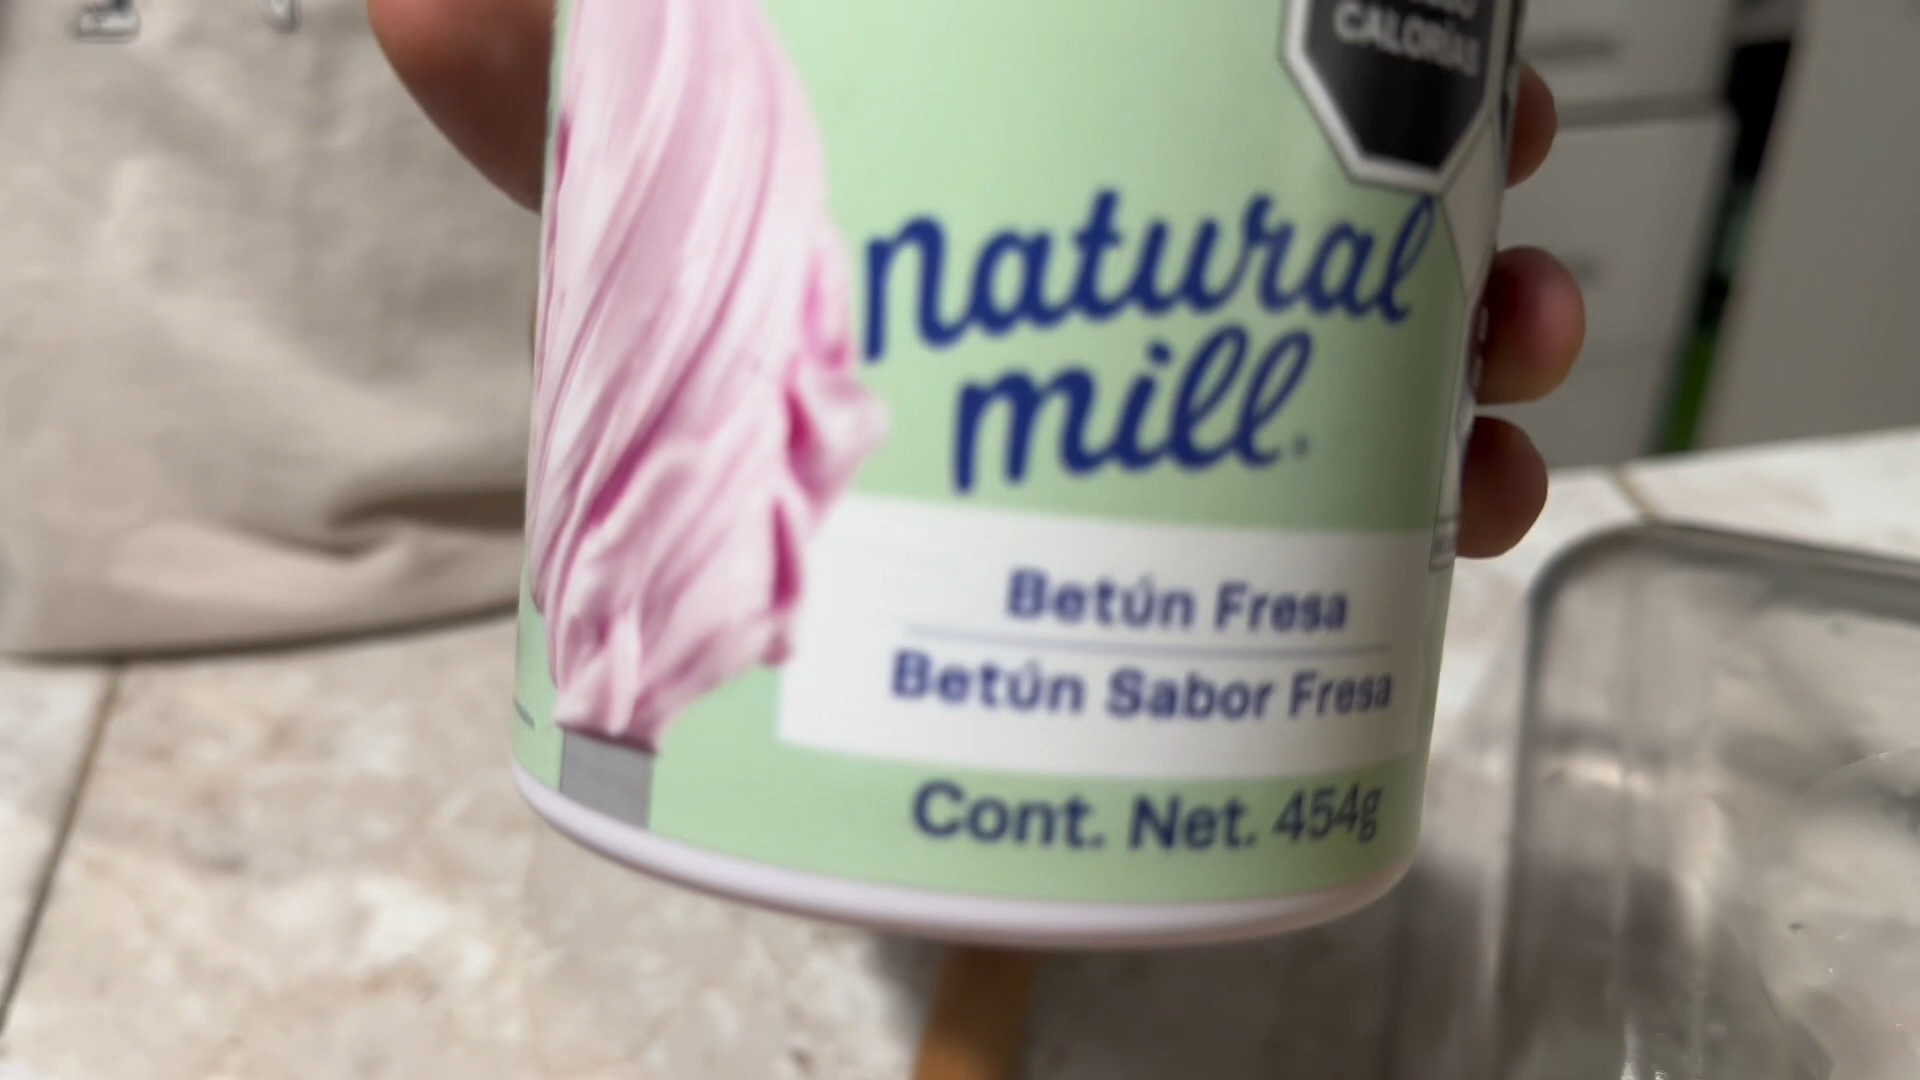 CALORÍAS
natural
mill.
Betún Fresa
Betún Sabor Fresa
Cont. Net. 454g